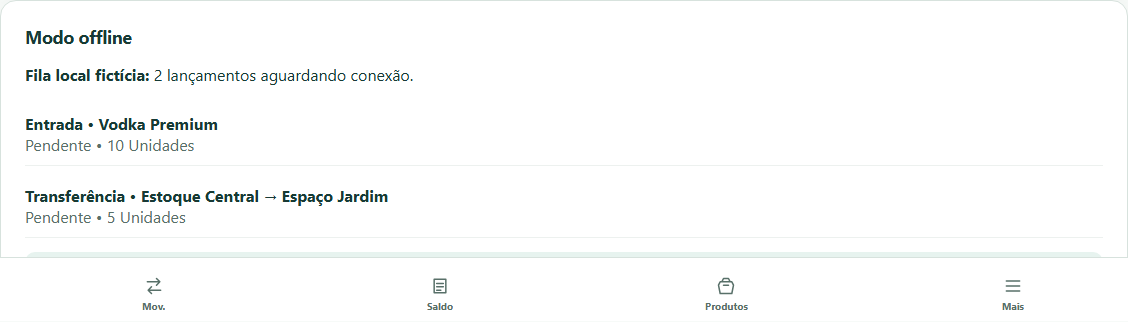 Modo offline
Fila local fictícia: 2 lançamentos aguardando conexão.
Entrada • Vodka Premium
Pendente • 10 Unidades
Transferência • Estoque Central → Espaço Jardim
Pendente • 5 Unidades
Mov.
Saldo
Produtos
Mais